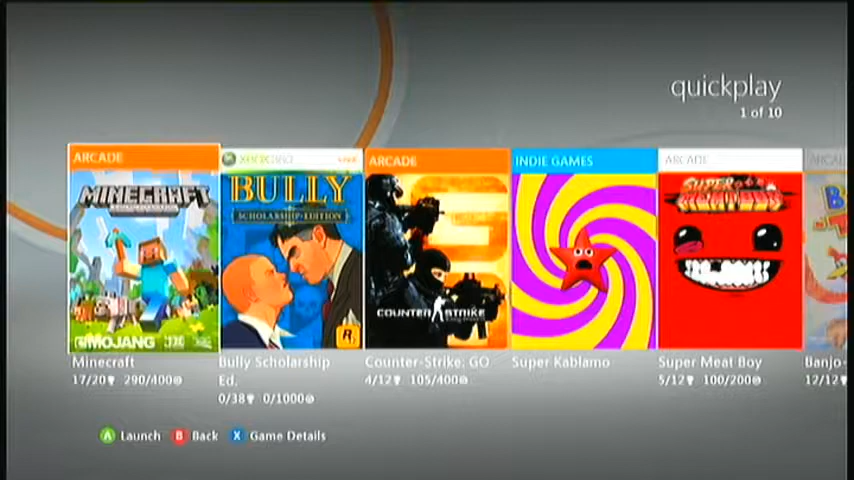 quickplay
1 of 10
ARCADE
MINECRAFT
MOJANG
XBOX 360
BULLY
SCHOLARSHIP EDITION
R
ARCADE
GO
COUNTER STRIKE
INDIE GAMES
ARCADE
SUPER
MEAT BOY
ARCAD
Minecraft
17/20 290/400
Bully Scholarship
Ed.
0/38 0/1000
Counter-Strike: GO
4/12 105/400
Super Kablamo
Super Meat Boy
5/12 100/200
Banjo-
12/12
A Launch B Back X Game Details